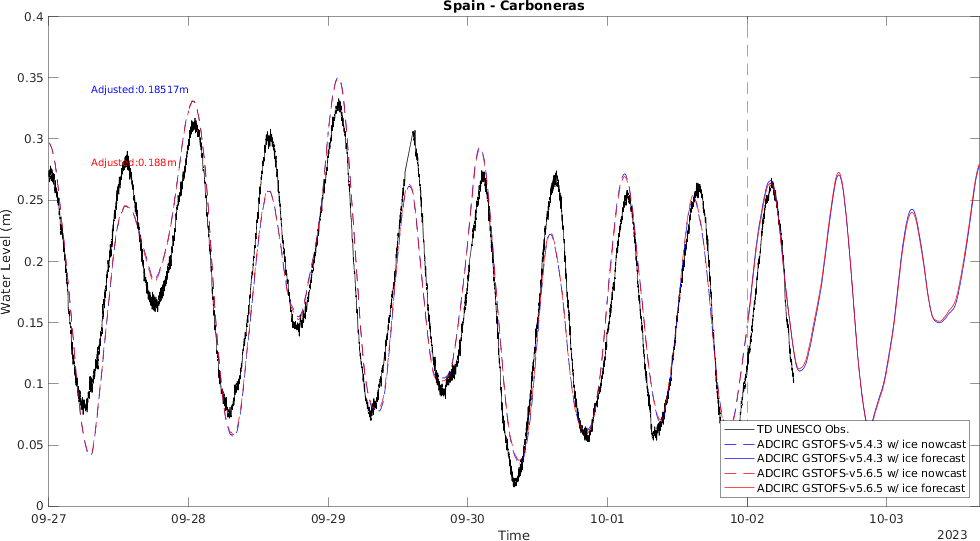 Spain - Carboneras
0.4
0.35
0.3
0.25
0.2
0.15
0.1
0.05
0
Water Level (m)
Adjusted:0.18517m
Adjusted:0.188m
TD UNESCO Obs.
ADCIRC GSTOFS-v5.4.3 w/ ice nowcast
ADCIRC GSTOFS-v5.4.3 w/ ice forecast
ADCIRC GSTOFS-v5.6.5 w/ ice nowcast
ADCIRC GSTOFS-v5.6.5 w/ ice forecast
09-27 09-28 09-29 09-30 10-01 10-02 10-03
Time
2023